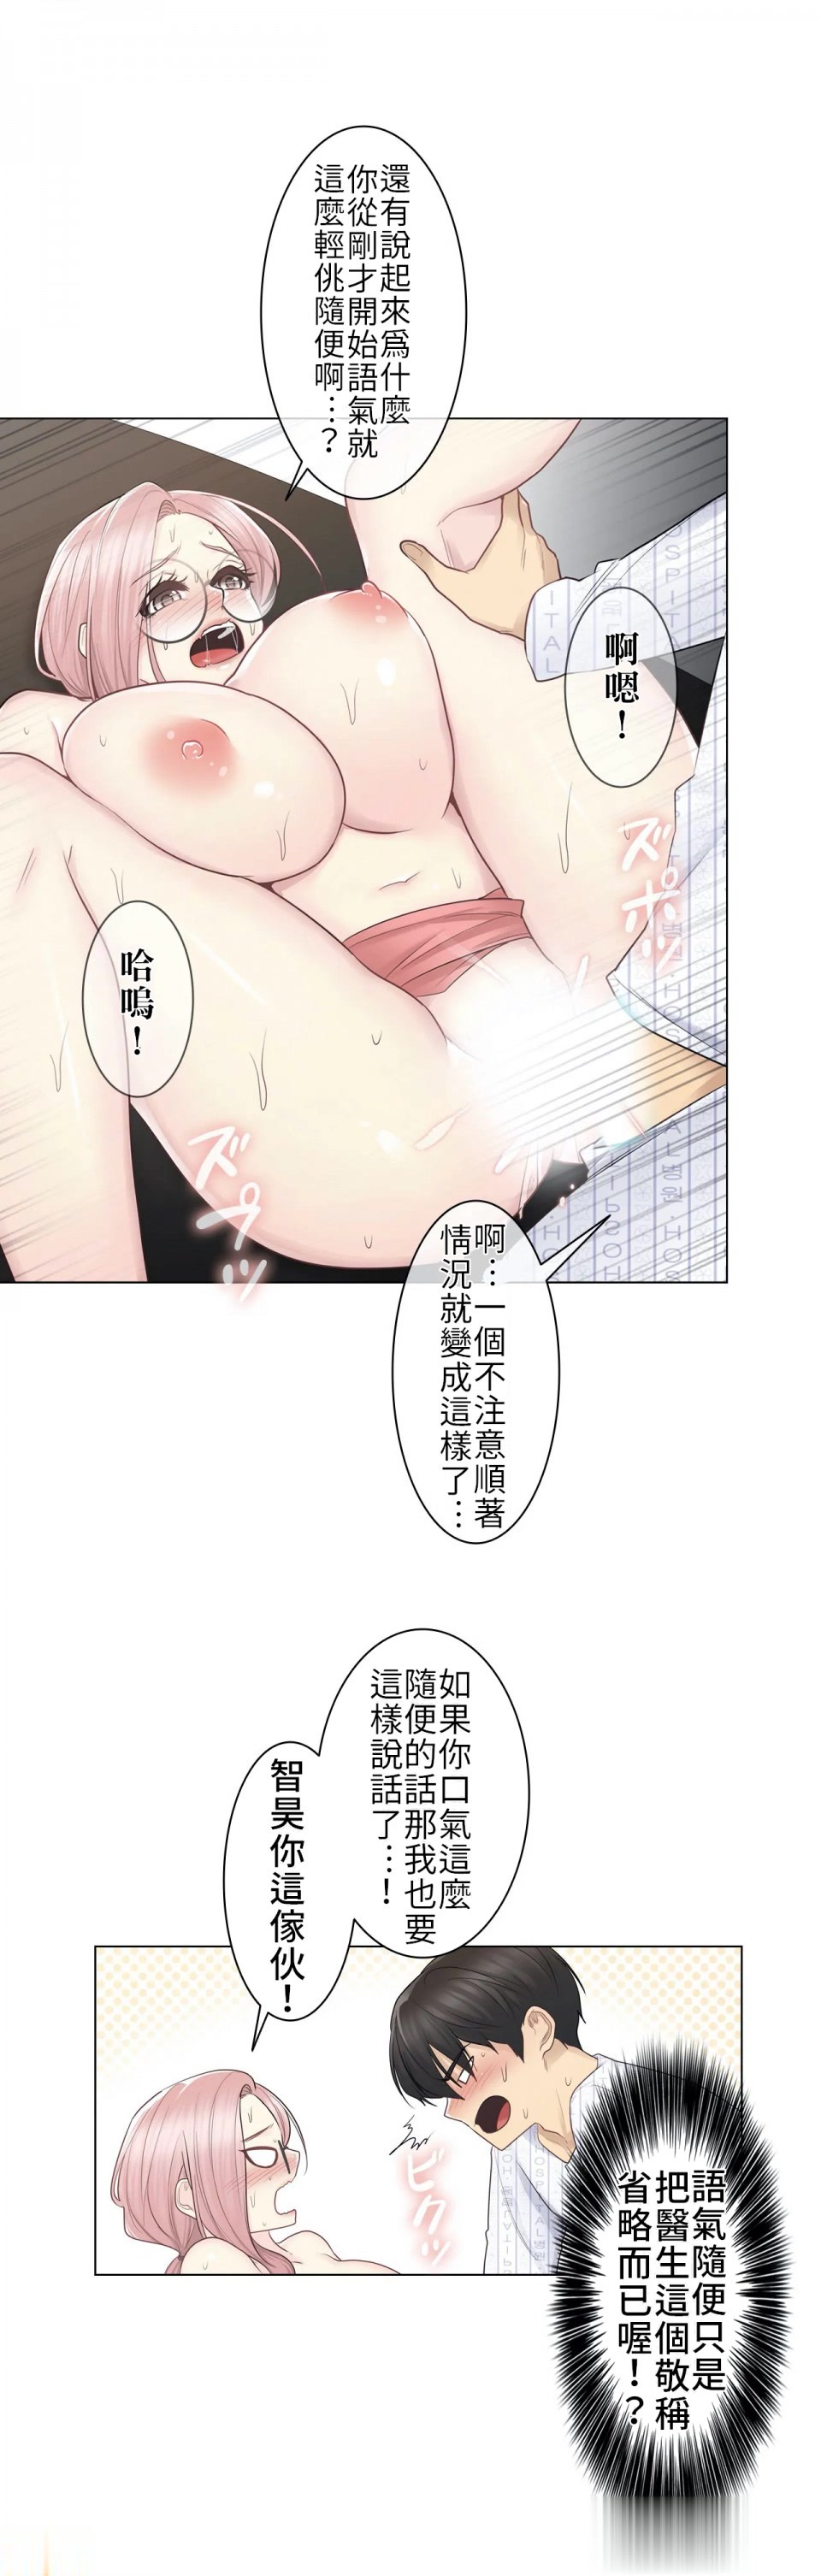 還有說起來爲什麼
你從剛才開始語氣就
這麼輕佻隨便啊…？
啊嗯！
ズポッ
哈嗚！
ズプッ
啊…一個不注意順著
情況就變成這樣了…
如果你口氣這麼
隨便的話那我也要
這樣說話了…！
智昊你這傢伙！
ビクッ
語氣隨便只是
把醫生這個敬稱
省略而已喔！？
HOSPITAL
병원·HOSPITAL